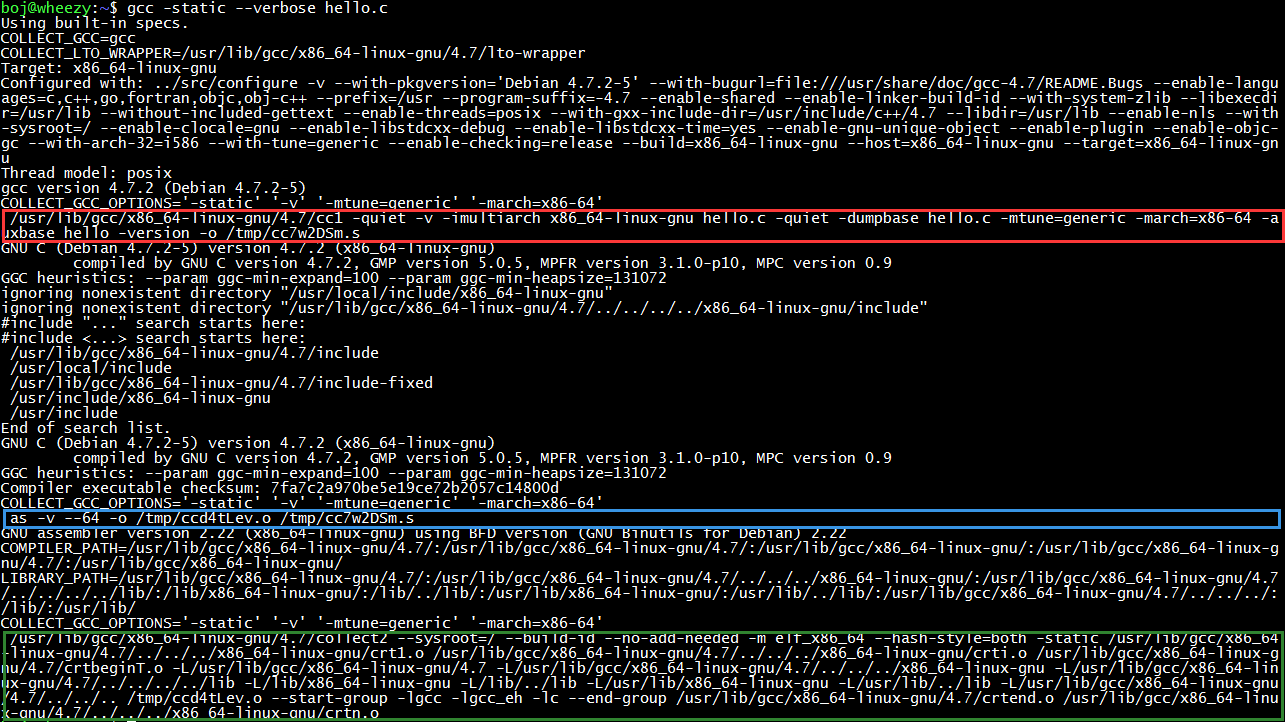 boj@wheezy:~$ gcc -static --verbose hello.c
Using built-in specs.
COLLECT_GCC=gcc
COLLECT_LTO_WRAPPER=/usr/lib/gcc/x86_64-linux-gnu/4.7/lto-wrapper
Target: x86_64-linux-gnu
Configured with: ../src/configure -v --with-pkgversion='Debian 4.7.2-5' --with-bugurl=file:///usr/share/doc/gcc-4.7/README.Bugs --enable-langu
ages=c,c++,go,fortran,objc,obj-c++ --prefix=/usr --program-suffix=-4.7 --enable-shared --enable-linker-build-id --with-system-zlib --libexecdi
r=/usr/lib --without-included-gettext --enable-threads=posix --with-gxx-include-dir=/usr/include/c++/4.7 --libdir=/usr/lib --enable-nls --with
-sysroot=/ --enable-clocale=gnu --enable-libstdcxx-debug --enable-libstdcxx-time=yes --enable-gnu-unique-object --enable-plugin --enable-objc-
gc --with-arch-32=i586 --with-tune=generic --enable-checking=release --build=x86_64-linux-gnu --host=x86_64-linux-gnu --target=x86_64-linux-gn
u
Thread model: posix
gcc version 4.7.2 (Debian 4.7.2-5)
COLLECT_GCC_OPTIONS='-static' '-v' '-mtune=generic' '-march=x86-64'
/usr/lib/gcc/x86_64-linux-gnu/4.7/cc1 -quiet -v -imultiarch x86_64-linux-gnu hello.c -quiet -dumpbase hello.c -mtune=generic -march=x86-64 -a
uxbase hello -version -o /tmp/cc7w2DSm.s
GNU C (Debian 4.7.2-5) version 4.7.2 (x86_64-linux-gnu)
compiled by GNU C version 4.7.2, GMP version 5.0.5, MPFR version 3.1.0-p10, MPC version 0.9
GGC heuristics: --param ggc-min-expand=100 --param ggc-min-heapsize=131072
ignoring nonexistent directory "/usr/local/include/x86_64-linux-gnu"
ignoring nonexistent directory "/usr/lib/gcc/x86_64-linux-gnu/4.7/../../../../x86_64-linux-gnu/include"
#include "..." search starts here:
#include <...> search starts here:
/usr/lib/gcc/x86_64-linux-gnu/4.7/include
/usr/local/include
/usr/lib/gcc/x86_64-linux-gnu/4.7/include-fixed
/usr/include/x86_64-linux-gnu
/usr/include
End of search list.
GNU C (Debian 4.7.2-5) version 4.7.2 (x86_64-linux-gnu)
compiled by GNU C version 4.7.2, GMP version 5.0.5, MPFR version 3.1.0-p10, MPC version 0.9
GGC heuristics: --param ggc-min-expand=100 --param ggc-min-heapsize=131072
Compiler executable checksum: 7fa7c2a970be5e19ce72b2057c14800d
COLLECT_GCC_OPTIONS='-static' '-v' '-mtune=generic' '-march=x86-64'
as -v --64 -o /tmp/ccd4tLev.o /tmp/cc7w2DSm.s
GNU assembler version 2.22 (x86_64-linux-gnu) using BFD version (GNU Binutils for Debian) 2.22
COMPILER_PATH=/usr/lib/gcc/x86_64-linux-gnu/4.7/:/usr/lib/gcc/x86_64-linux-gnu/4.7/:/usr/lib/gcc/x86_64-linux-gnu/:/usr/lib/gcc/x86_64-linux-g
nu/4.7/:/usr/lib/gcc/x86_64-linux-gnu/
LIBRARY_PATH=/usr/lib/gcc/x86_64-linux-gnu/4.7/:/usr/lib/gcc/x86_64-linux-gnu/4.7/../../../x86_64-linux-gnu/:/usr/lib/gcc/x86_64-linux-gnu/4.7
/../../../../lib/:/lib/x86_64-linux-gnu/:/lib/../lib/:/usr/lib/x86_64-linux-gnu/:/usr/lib/../lib/:/usr/lib/gcc/x86_64-linux-gnu/4.7/../../../:
/lib/:/usr/lib/
COLLECT_GCC_OPTIONS='-static' '-v' '-mtune=generic' '-march=x86-64'
/usr/lib/gcc/x86_64-linux-gnu/4.7/collect2 --sysroot=/ --build-id --no-add-needed -m elf_x86_64 --hash-style=both -static /usr/lib/gcc/x86_64
-linux-gnu/4.7/../../../x86_64-linux-gnu/crt1.o /usr/lib/gcc/x86_64-linux-gnu/4.7/../../../x86_64-linux-gnu/crti.o /usr/lib/gcc/x86_64-linux-g
nu/4.7/crtbeginT.o -L/usr/lib/gcc/x86_64-linux-gnu/4.7 -L/usr/lib/gcc/x86_64-linux-gnu/4.7/../../../x86_64-linux-gnu -L/usr/lib/gcc/x86_64-lin
ux-gnu/4.7/../../../../lib -L/lib/x86_64-linux-gnu -L/lib/../lib -L/usr/lib/x86_64-linux-gnu -L/usr/lib/../lib -L/usr/lib/gcc/x86_64-linux-gnu
/4.7/../../.. /tmp/ccd4tLev.o --start-group -lgcc -lgcc_eh -lc --end-group /usr/lib/gcc/x86_64-linux-gnu/4.7/crtend.o /usr/lib/gcc/x86_64-linu
x-gnu/4.7/../../../x86_64-linux-gnu/crtn.o